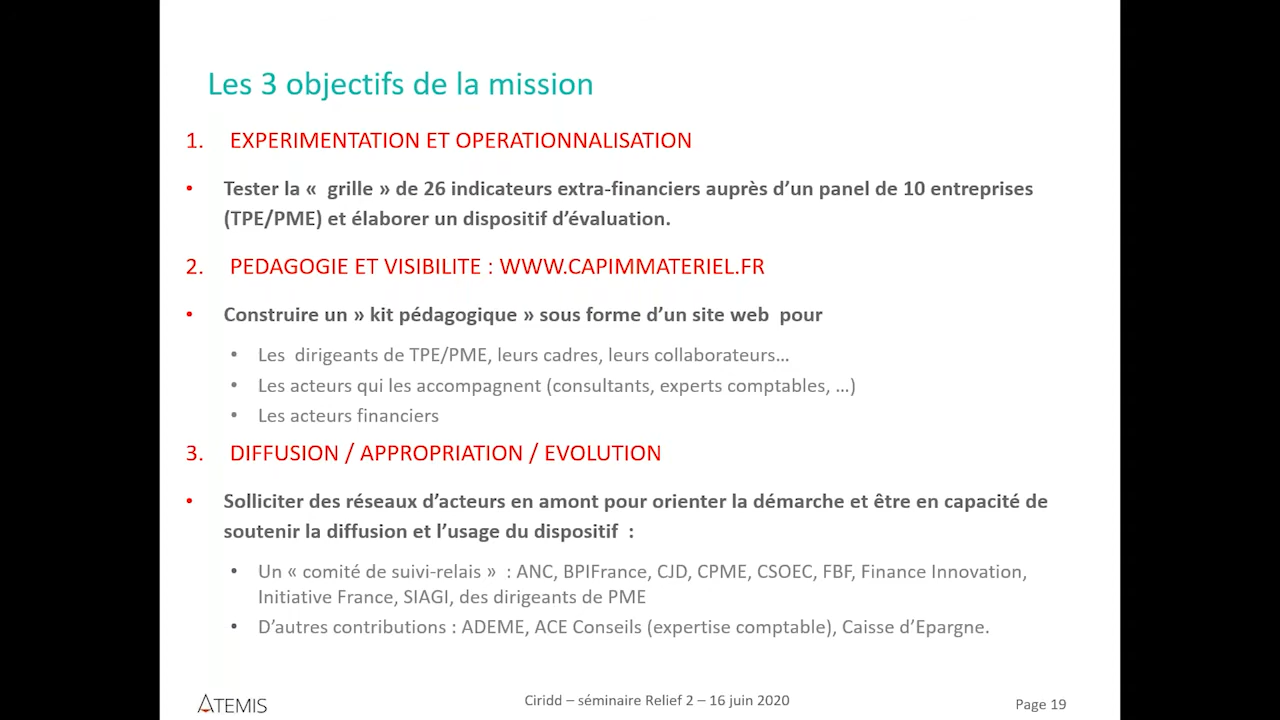 Les 3 objectifs de la mission
1. EXPERIMENTATION ET OPERATIONNALISATION
• Tester la «  grille » de 26 indicateurs extra-financiers auprès d’un panel de 10 entreprises
(TPE/PME) et élaborer un dispositif d’évaluation.
2. PEDAGOGIE ET VISIBILITE : WWW.CAPIMMATERIEL.FR
• Construire un » kit pédagogique » sous forme d’un site web  pour
• Les  dirigeants de TPE/PME, leurs cadres, leurs collaborateurs…
• Les acteurs qui les accompagnent (consultants, experts comptables, …)
• Les acteurs financiers
3. DIFFUSION / APPROPRIATION / EVOLUTION
• Solliciter des réseaux d’acteurs en amont pour orienter la démarche et être en capacité de
soutenir la diffusion et l’usage du dispositif  :
• Un « comité de suivi-relais »  : ANC, BPIFrance, CJD, CPME, CSOEC, FBF, Finance Innovation,
Initiative France, SIAGI, des dirigeants de PME
• D’autres contributions : ADEME, ACE Conseils (expertise comptable), Caisse d’Epargne.
ATEMIS
Ciridd – séminaire Relief 2 – 16 juin 2020
Page 19